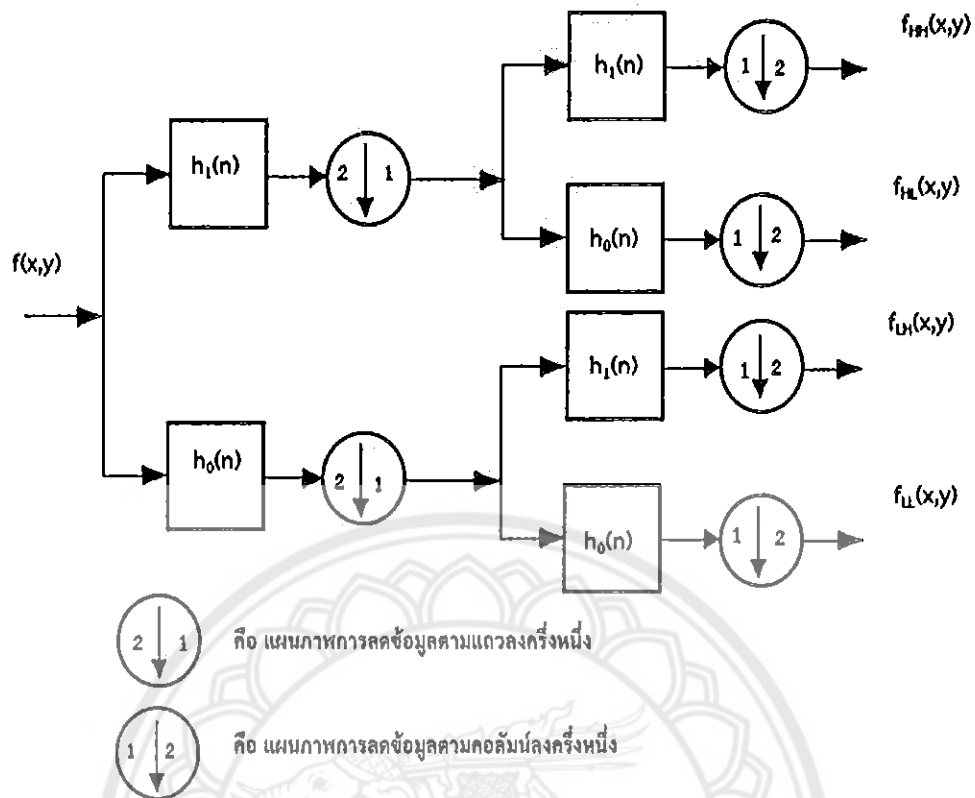 f_HH(x,y)
h₁(n)
1 2
h₁(n)
2 1
f_HL(x,y)
h₀(n)
1 2
f(x,y)
f_LH(x,y)
h₁(n)
1 2
h₀(n)
2 1
f_LL(x,y)
h₀(n)
1 2
2 1 คือ แผนภาพการลดข้อมูลตามแถวลงครึ่งหนึ่ง
1 2 คือ แผนภาพการลดข้อมูลตามคอลัมน์ลงครึ่งหนึ่ง